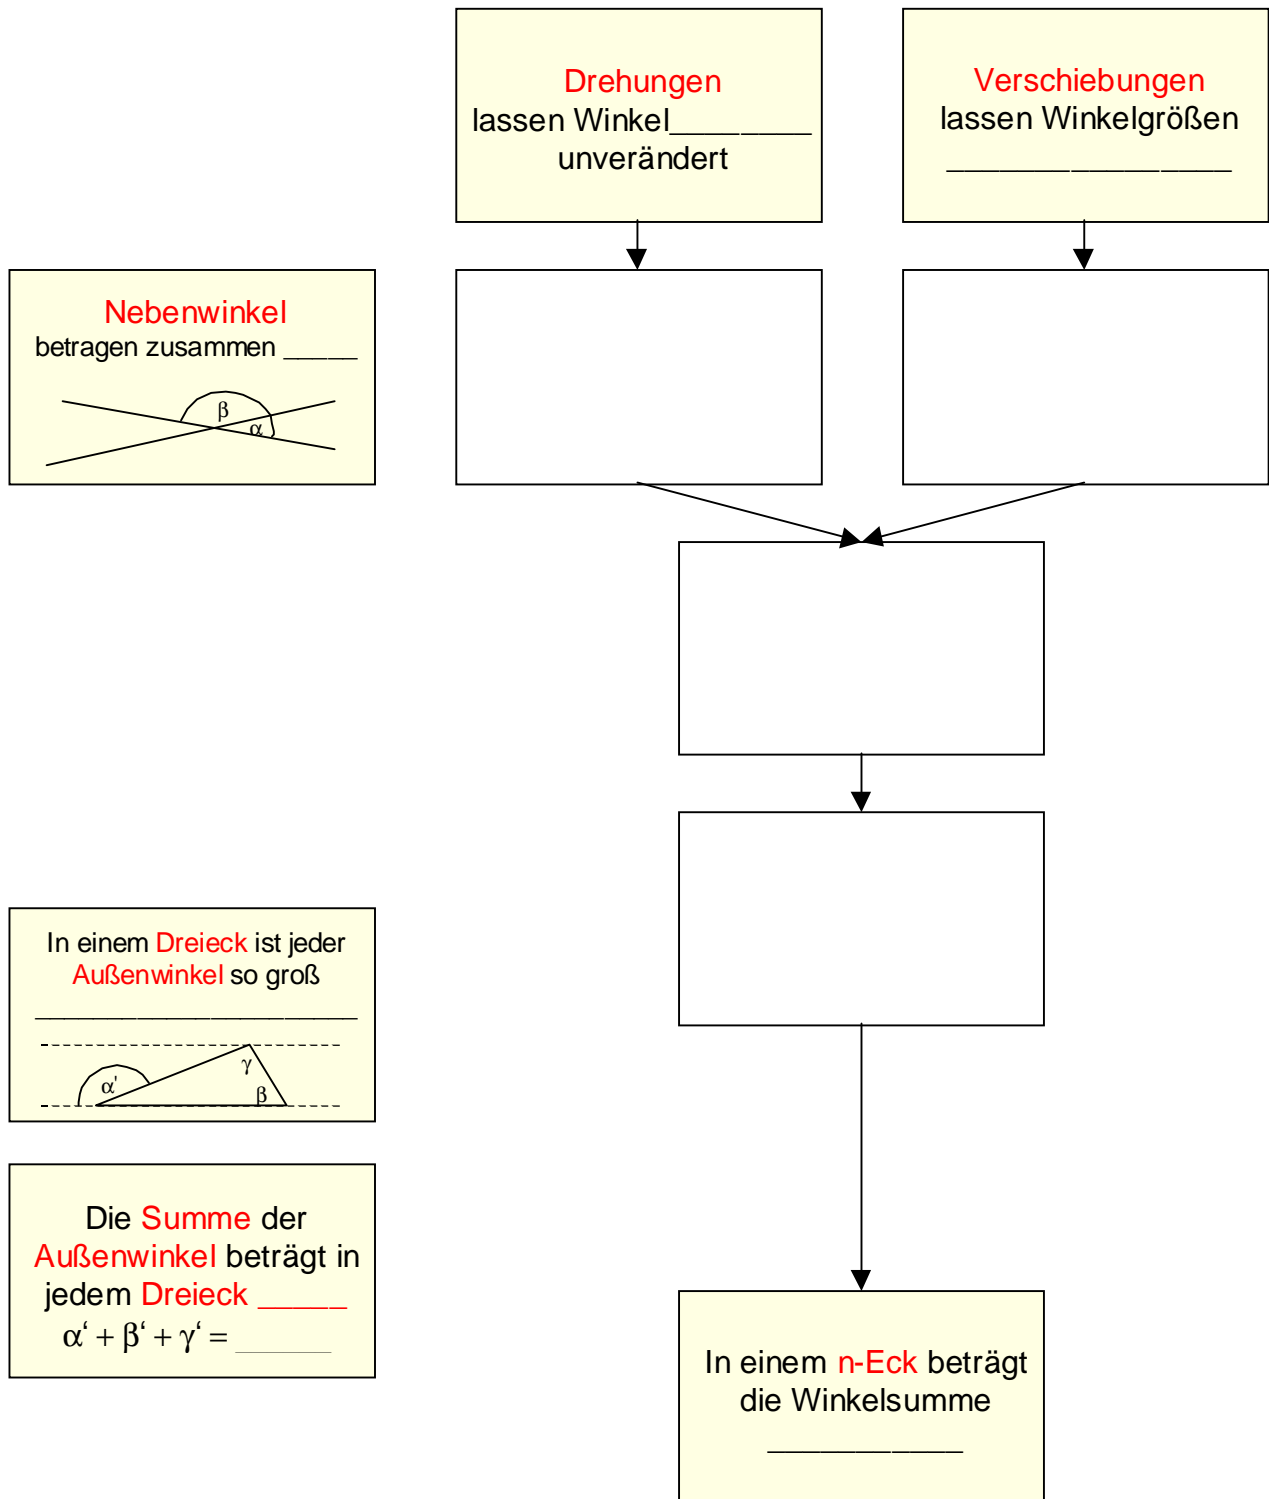 Drehungen
lassen Winkel________
unverändert
Verschiebungen
lassen Winkelgrößen
________________
Nebenwinkel
betragen zusammen _____
β
α
In einem Dreieck ist jeder
Außenwinkel so groß
______________________
γ
α'
β
Die Summe der
Außenwinkel beträgt in
jedem Dreieck _____
α‘ + β‘ + γ‘ = ______
In einem n-Eck beträgt
die Winkelsumme
___________